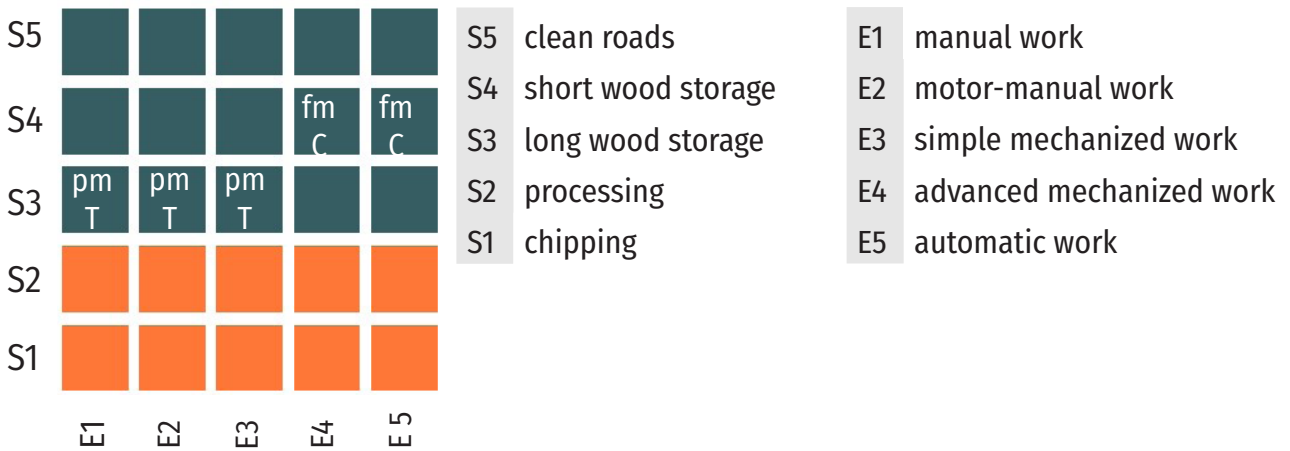 S5
S4 fm C fm C
S3 pm T pm T pm T
S2
S1
E1 E2 E3 E4 E 5
S5 clean roads
S4 short wood storage
S3 long wood storage
S2 processing
S1 chipping
E1 manual work
E2 motor-manual work
E3 simple mechanized work
E4 advanced mechanized work
E5 automatic work